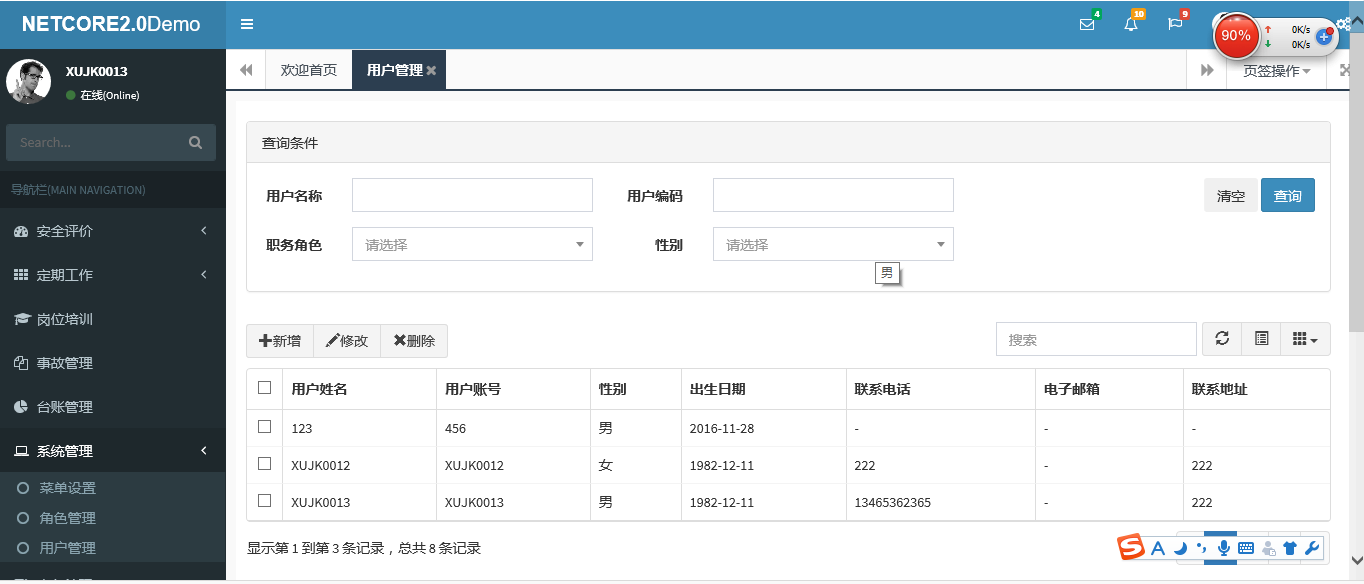 NETCORE2.0Demo
4
10
9
90%
0K/s
0K/s
XUJK0013
在线(Online)
欢迎首页
用户管理
页签操作
Search...
导航栏(MAIN NAVIGATION)
安全评价
定期工作
岗位培训
事故管理
台账管理
系统管理
菜单设置
角色管理
用户管理
查询条件
用户名称
用户编码
清空
查询
职务角色
请选择
性别
请选择
男
新增
修改
删除
搜索
用户姓名 用户账号 性别 出生日期 联系电话 电子邮箱 联系地址
123 456 男 2016-11-28 - - -
XUJK0012 XUJK0012 女 1982-12-11 222 - 222
XUJK0013 XUJK0013 男 1982-12-11 13465362365 - 222
显示第 1 到第 3 条记录，总共 8 条记录
S A